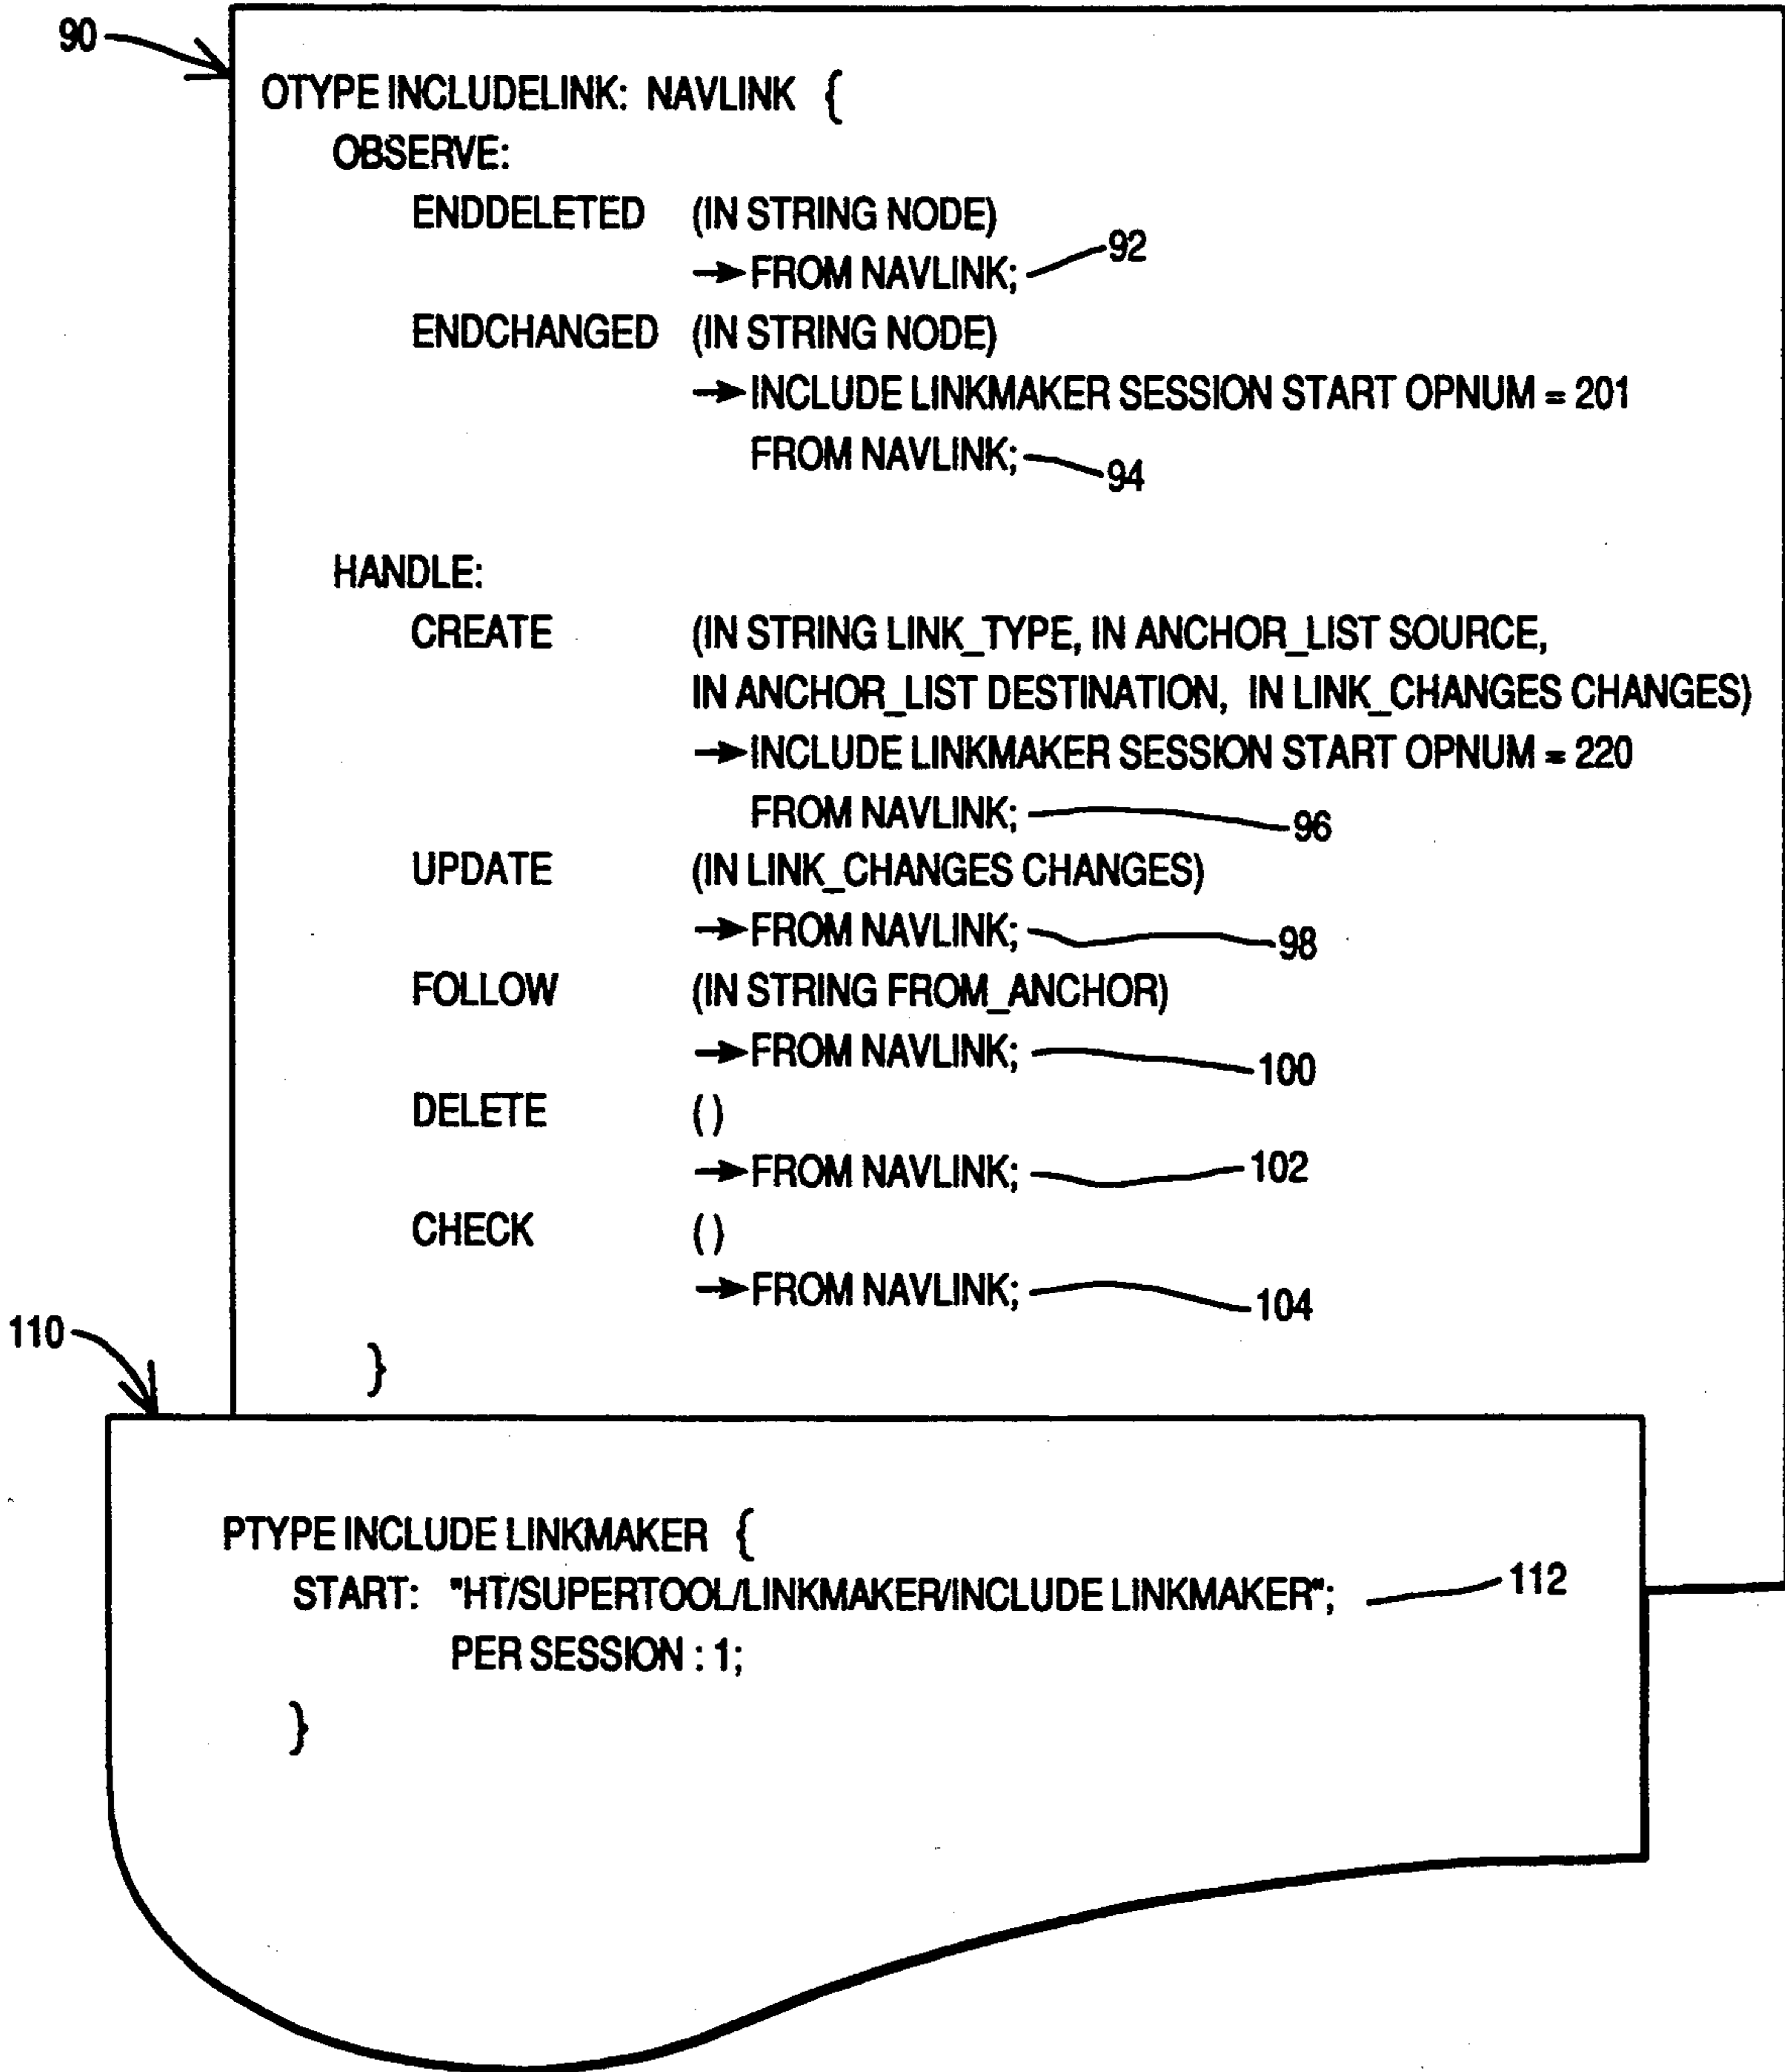 90
OTYPE INCLUDELINK: NAVLINK {
OBSERVE:
ENDDELETED (IN STRING NODE)
→ FROM NAVLINK; 92
ENDCHANGED (IN STRING NODE)
→ INCLUDE LINKMAKER SESSION START OPNUM = 201
FROM NAVLINK; 94
HANDLE:
CREATE (IN STRING LINK_TYPE, IN ANCHOR_LIST SOURCE,
IN ANCHOR_LIST DESTINATION, IN LINK_CHANGES CHANGES)
→ INCLUDE LINKMAKER SESSION START OPNUM = 220
FROM NAVLINK; 96
UPDATE (IN LINK_CHANGES CHANGES)
→ FROM NAVLINK; 98
FOLLOW (IN STRING FROM_ANCHOR)
→ FROM NAVLINK; 100
DELETE ( )
→ FROM NAVLINK; 102
CHECK ( )
→ FROM NAVLINK; 104
}
110
PTYPE INCLUDE LINKMAKER {
START: "HT/SUPERTOOL/LINKMAKER/INCLUDE LINKMAKER"; 112
PER SESSION : 1;
}